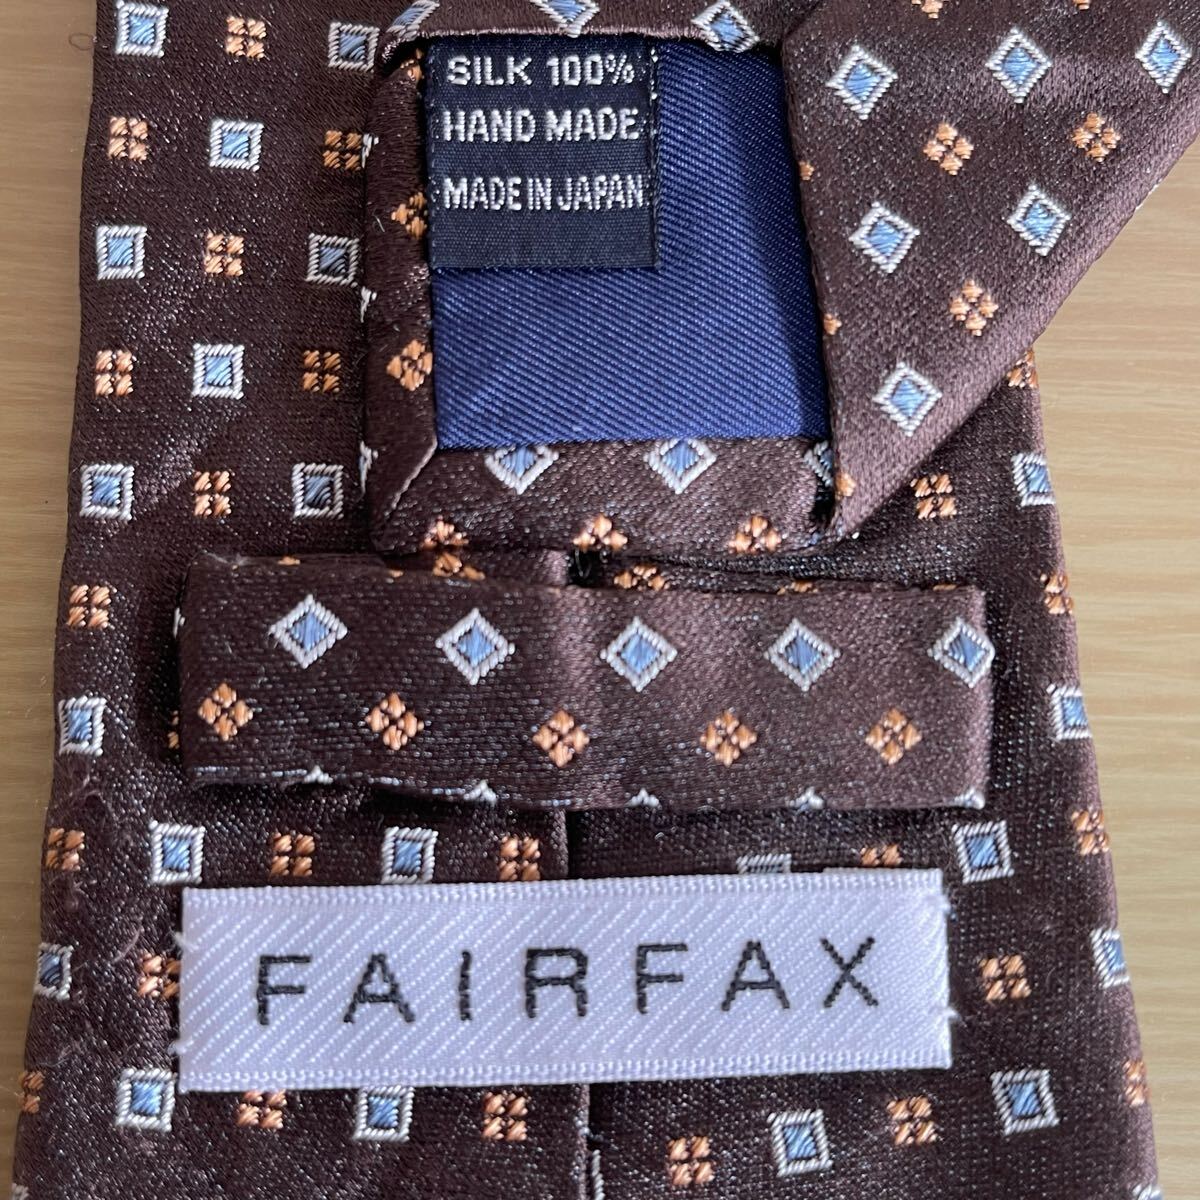 SILK 100%
HAND MADE
MADE IN JAPAN
FAIRFAX